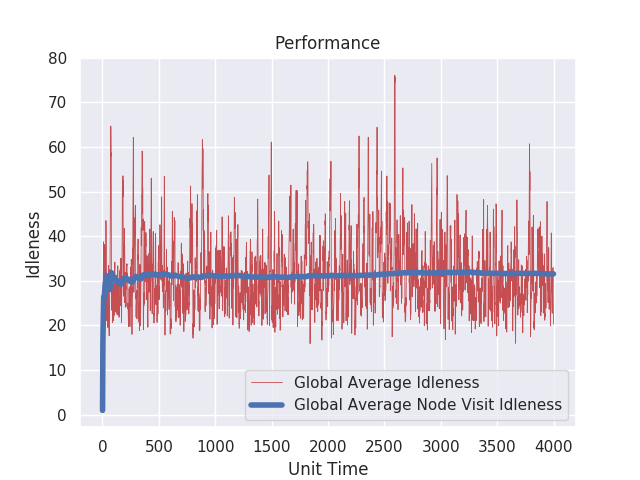 Performance
Idleness
80
70
60
50
40
30
20
10
0
Global Average Idleness
Global Average Node Visit Idleness
0 500 1000 1500 2000 2500 3000 3500 4000
Unit Time